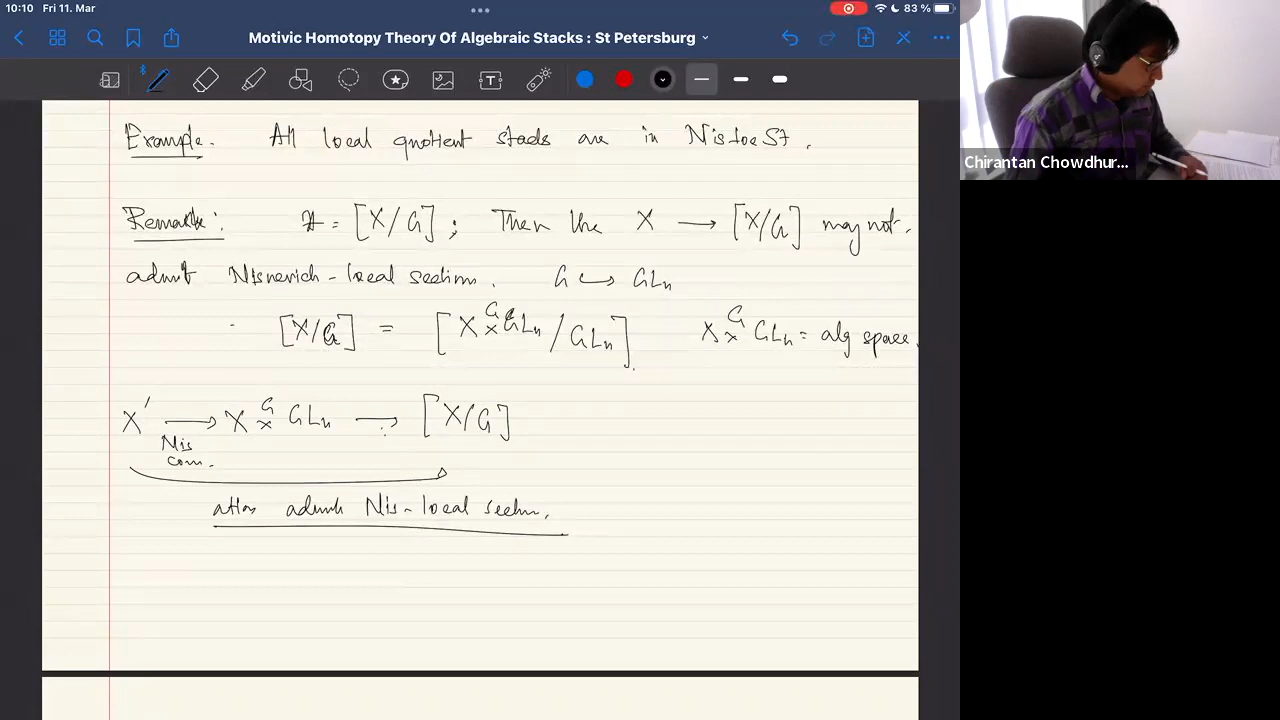 10:10 Fri 11. Mar 83 %
Motivic Homotopy Theory Of Algebraic Stacks : St Petersburg
Chirantan Chowdhur...
Example. All local quotient stacks are in NislocSt.
Remark: X = [X/G]; Then the X → [X/G] may not
admit Nisnevich-local section. G ↪ GLn
[X/G] = [X ×^G GLn / GLn] X ×^G GLn = alg space.
X' → X ×^G GLn → [X/G]
Nis
cov.
atlas admits Nis-local section.